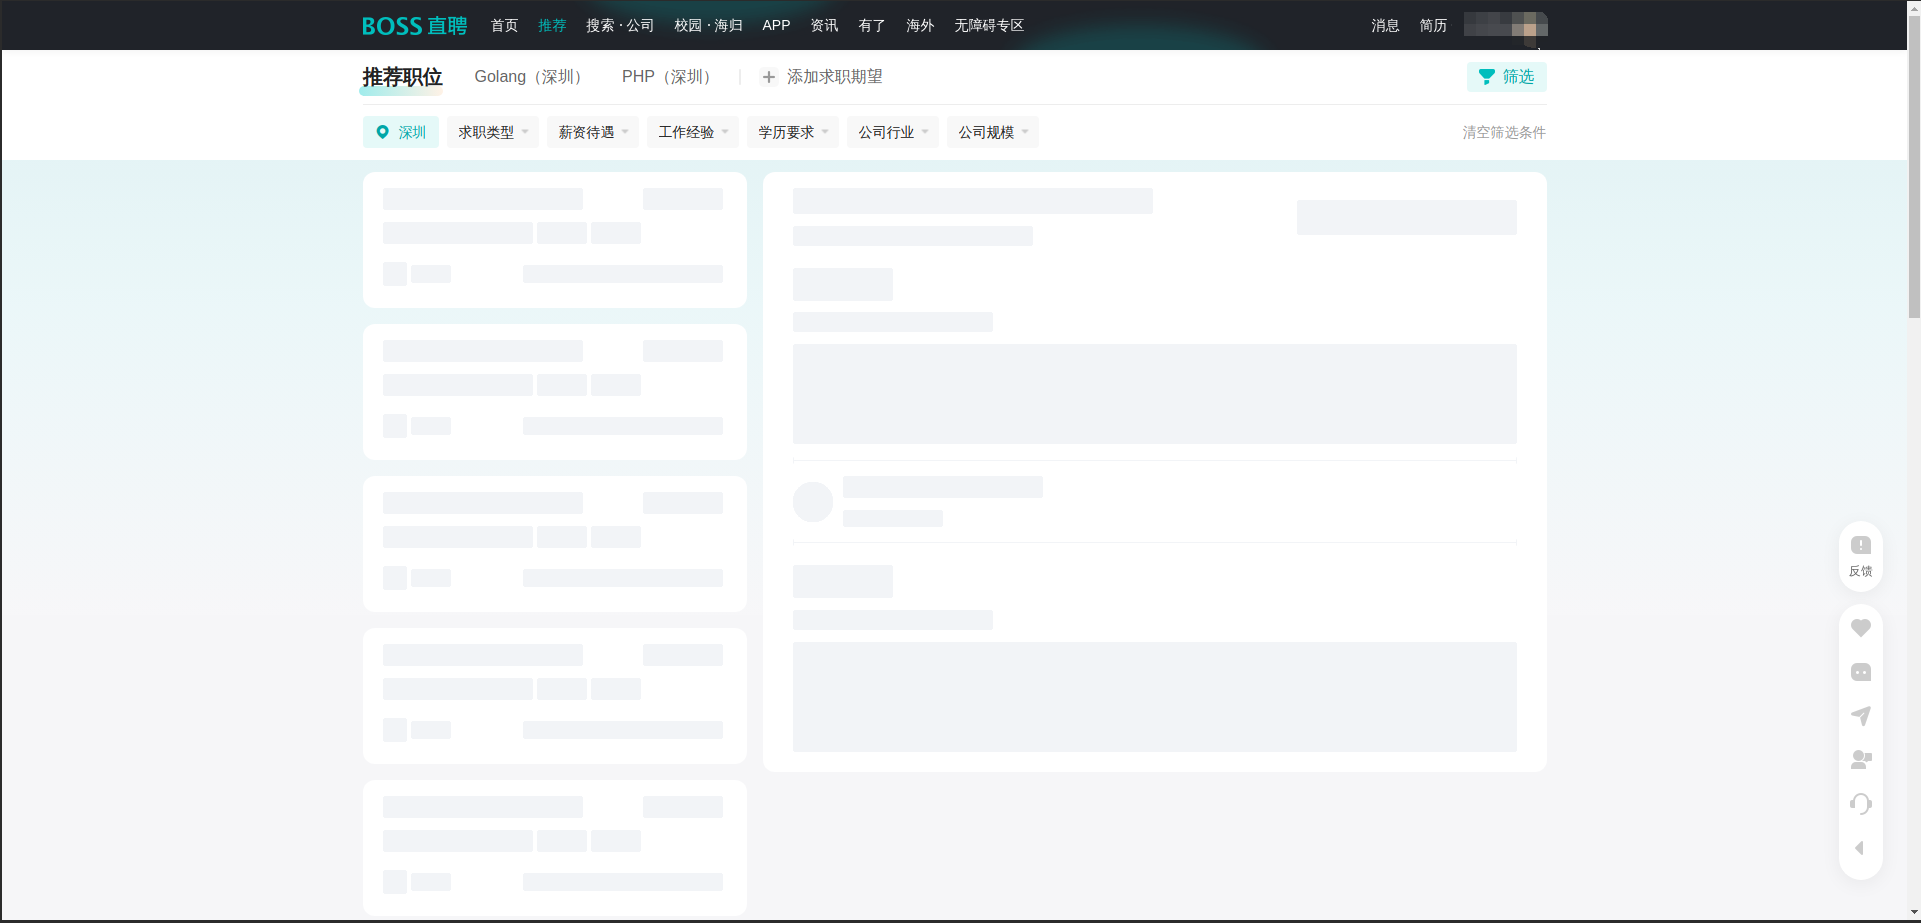 BOSS直聘 首页 推荐 搜索·公司 校园·海归 APP 资讯 有了 海外 无障碍专区 消息 简历
推荐职位 Golang（深圳） PHP（深圳） 添加求职期望 筛选
深圳 求职类型 薪资待遇 工作经验 学历要求 公司行业 公司规模 清空筛选条件
反馈